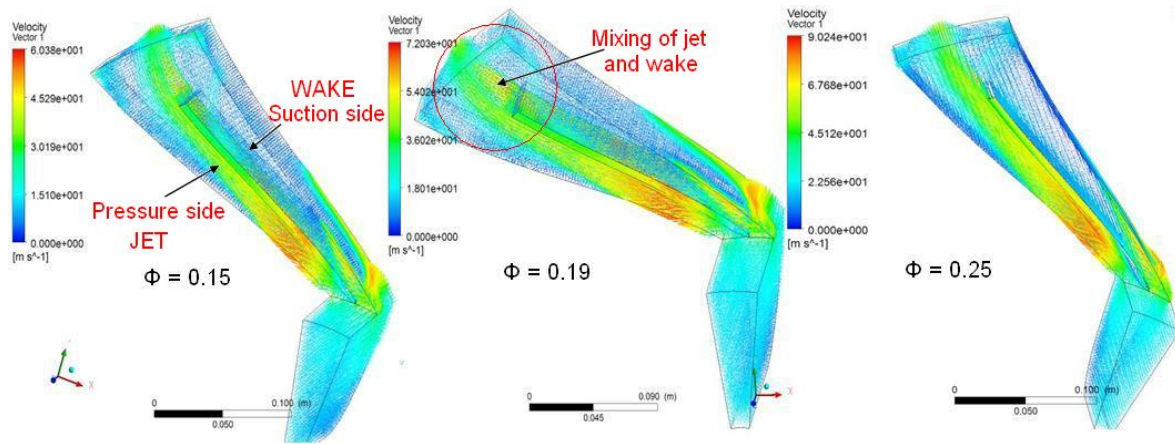 Velocity
Vector 1
6.038e+001
4.529e+001
3.019e+001
1.510e+001
0.000e+000
[m s^-1]
WAKE
Suction side
Pressure side
JET
Φ = 0.15
X
0
0.100 (m)
0.050
Velocity
Vector 1
7.203e+001
5.402e+001
3.602e+001
1.801e+001
0.000e+000
[m s^-1]
Mixing of jet
and wake
Φ = 0.19
0
0.090 (m)
0.045
X
Velocity
Vector 1
9.024e+001
6.768e+001
4.512e+001
2.256e+001
0.000e+000
[m s^-1]
Φ = 0.25
0
0.100 (m)
0.050